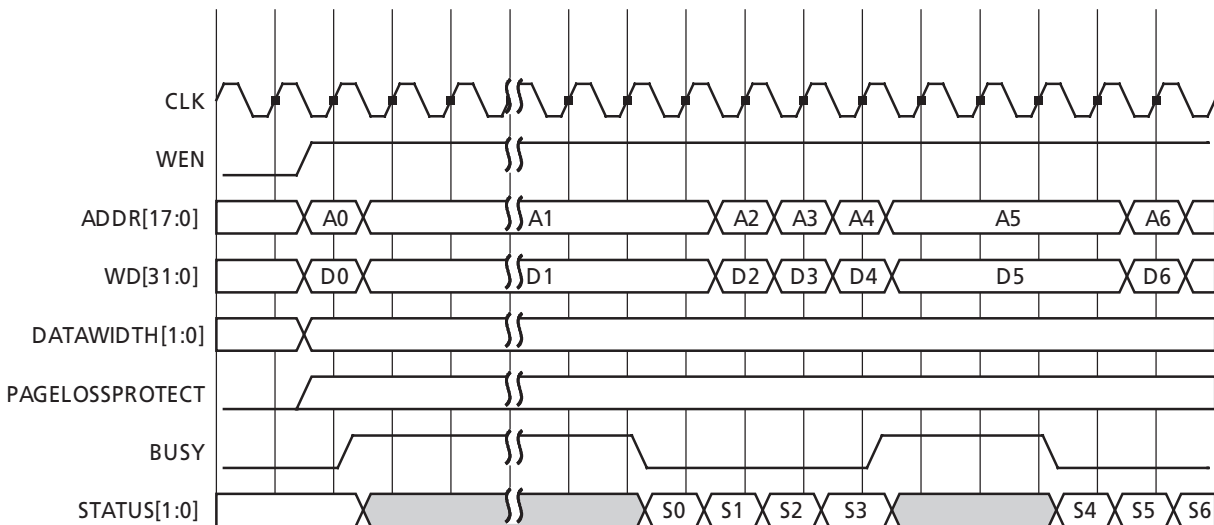 CLK
WEN
ADDR[17:0] A0 A1 A2 A3 A4 A5 A6
WD[31:0] D0 D1 D2 D3 D4 D5 D6
DATAWIDTH[1:0]
PAGELOSSPROTECT
BUSY
STATUS[1:0] S0 S1 S2 S3 S4 S5 S6